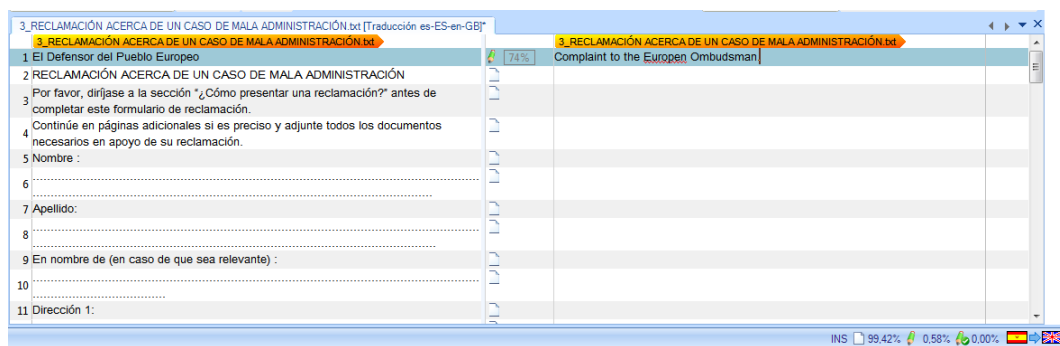 3_RECLAMACIÓN ACERCA DE UN CASO DE MALA ADMINISTRACIÓN.txt [Traducción es-ES-en-GB]*
3_RECLAMACIÓN ACERCA DE UN CASO DE MALA ADMINISTRACIÓN.txt 3_RECLAMACIÓN ACERCA DE UN CASO DE MALA ADMINISTRACIÓN.txt
1 El Defensor del Pueblo Europeo 74% Complaint to the Europen Ombudsman
2 RECLAMACIÓN ACERCA DE UN CASO DE MALA ADMINISTRACIÓN
3 Por favor, diríjase a la sección "¿Cómo presentar una reclamación?" antes de
completar este formulario de reclamación.
4 Continúe en páginas adicionales si es preciso y adjunte todos los documentos
necesarios en apoyo de su reclamación.
5 Nombre :
6
7 Apellido:
8
9 En nombre de (en caso de que sea relevante) :
10
11 Dirección 1:
INS 99,42% 0,58% 0,00%